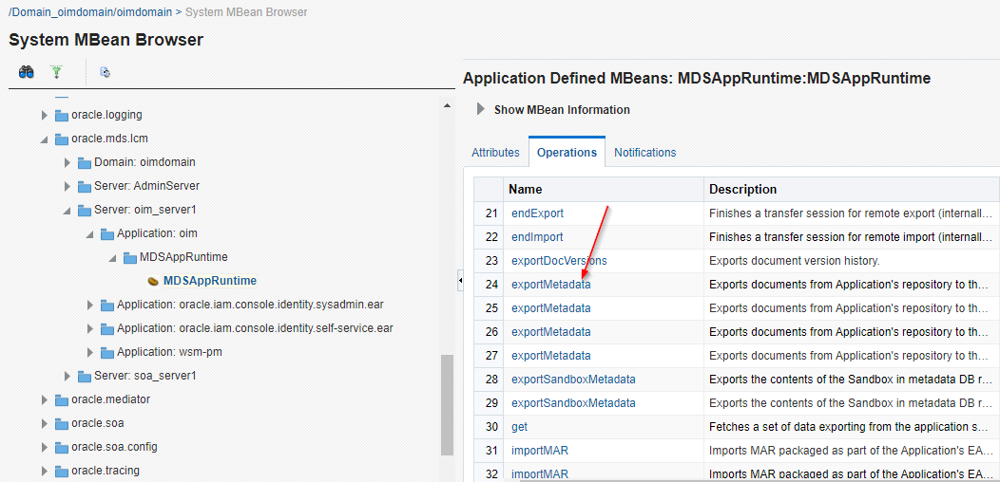 /Domain_oimdomain/oimdomain > System MBean Browser
System MBean Browser
oracle.logging
oracle.mds.lcm
Domain: oimdomain
Server: AdminServer
Server: oim_server1
Application: oim
MDSAppRuntime
MDSAppRuntime
Application: oracle.iam.console.identity.sysadmin.ear
Application: oracle.iam.console.identity.self-service.ear
Application: wsm-pm
Server: soa_server1
oracle.mediator
oracle.soa
oracle.soa.config
oracle.tracing
Application Defined MBeans: MDSAppRuntime:MDSAppRuntime
Show MBean Information
Attributes Operations Notifications
Name Description
21 endExport Finishes a transfer session for remote export (internall...
22 endImport Finishes a transfer session for remote import (internall...
23 exportDocVersions Exports document version history.
24 exportMetadata Exports documents from Application's repository to th...
25 exportMetadata Exports documents from Application's repository to th...
26 exportMetadata Exports documents from Application's repository to th...
27 exportMetadata Exports documents from Application's repository to th...
28 exportSandboxMetadata Exports the contents of the Sandbox in metadata DB r...
29 exportSandboxMetadata Exports the contents of the Sandbox in metadata DB r...
30 get Fetches a set of data exporting from the application s...
31 importMAR Imports MAR packaged as part of the Application's EA...
32 importMAR Imports MAR packaged as part of the Application's EA...